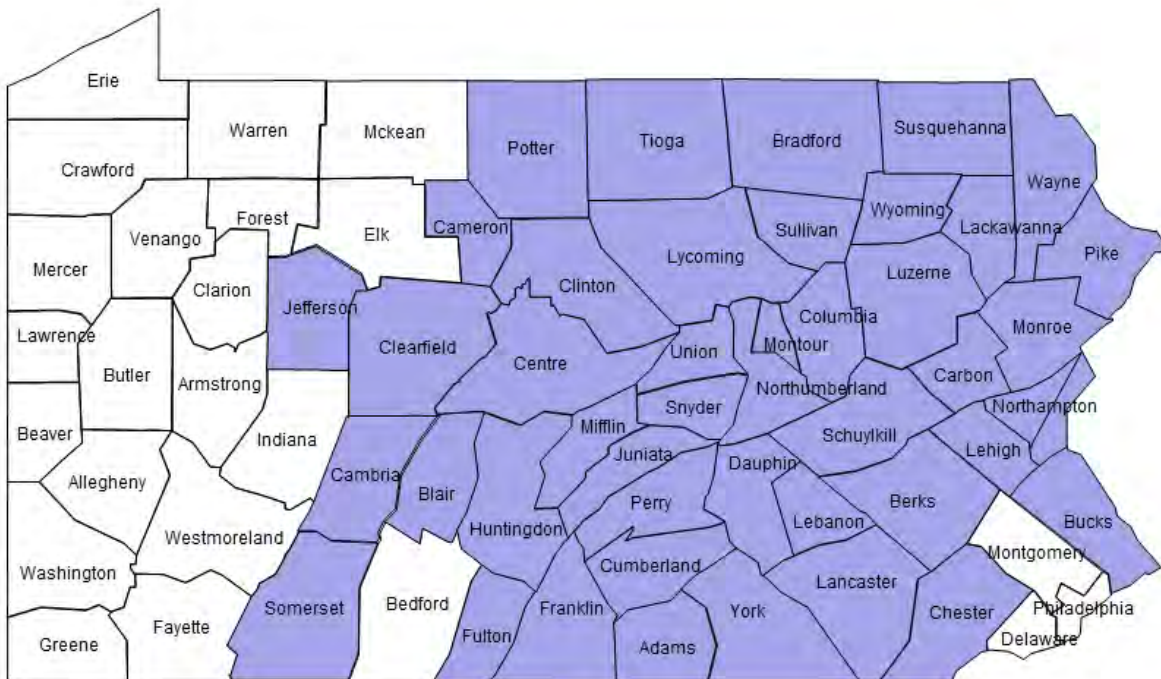 Erie
Warren
Mckean
Potter
Tioga
Bradford
Susquehanna
Crawford
Wayne
Forest
Cameron
Wyoming
Lackawanna
Venango
Elk
Sullivan
Pike
Mercer
Lycoming
Luzerne
Clarion
Clinton
Jefferson
Columbia
Monroe
Lawrence
Clearfield
Centre
Union
Montour
Butler
Armstrong
Carbon
Northumberland
Snyder
Northampton
Beaver
Indiana
Mifflin
Schuylkill
Lehigh
Juniata
Dauphin
Allegheny
Cambria
Blair
Perry
Berks
Huntingdon
Lebanon
Bucks
Westmoreland
Montgomery
Washington
Cumberland
Lancaster
Bedford
Somerset
Franklin
York
Chester
Philadelphia
Fayette
Fulton
Delaware
Greene
Adams